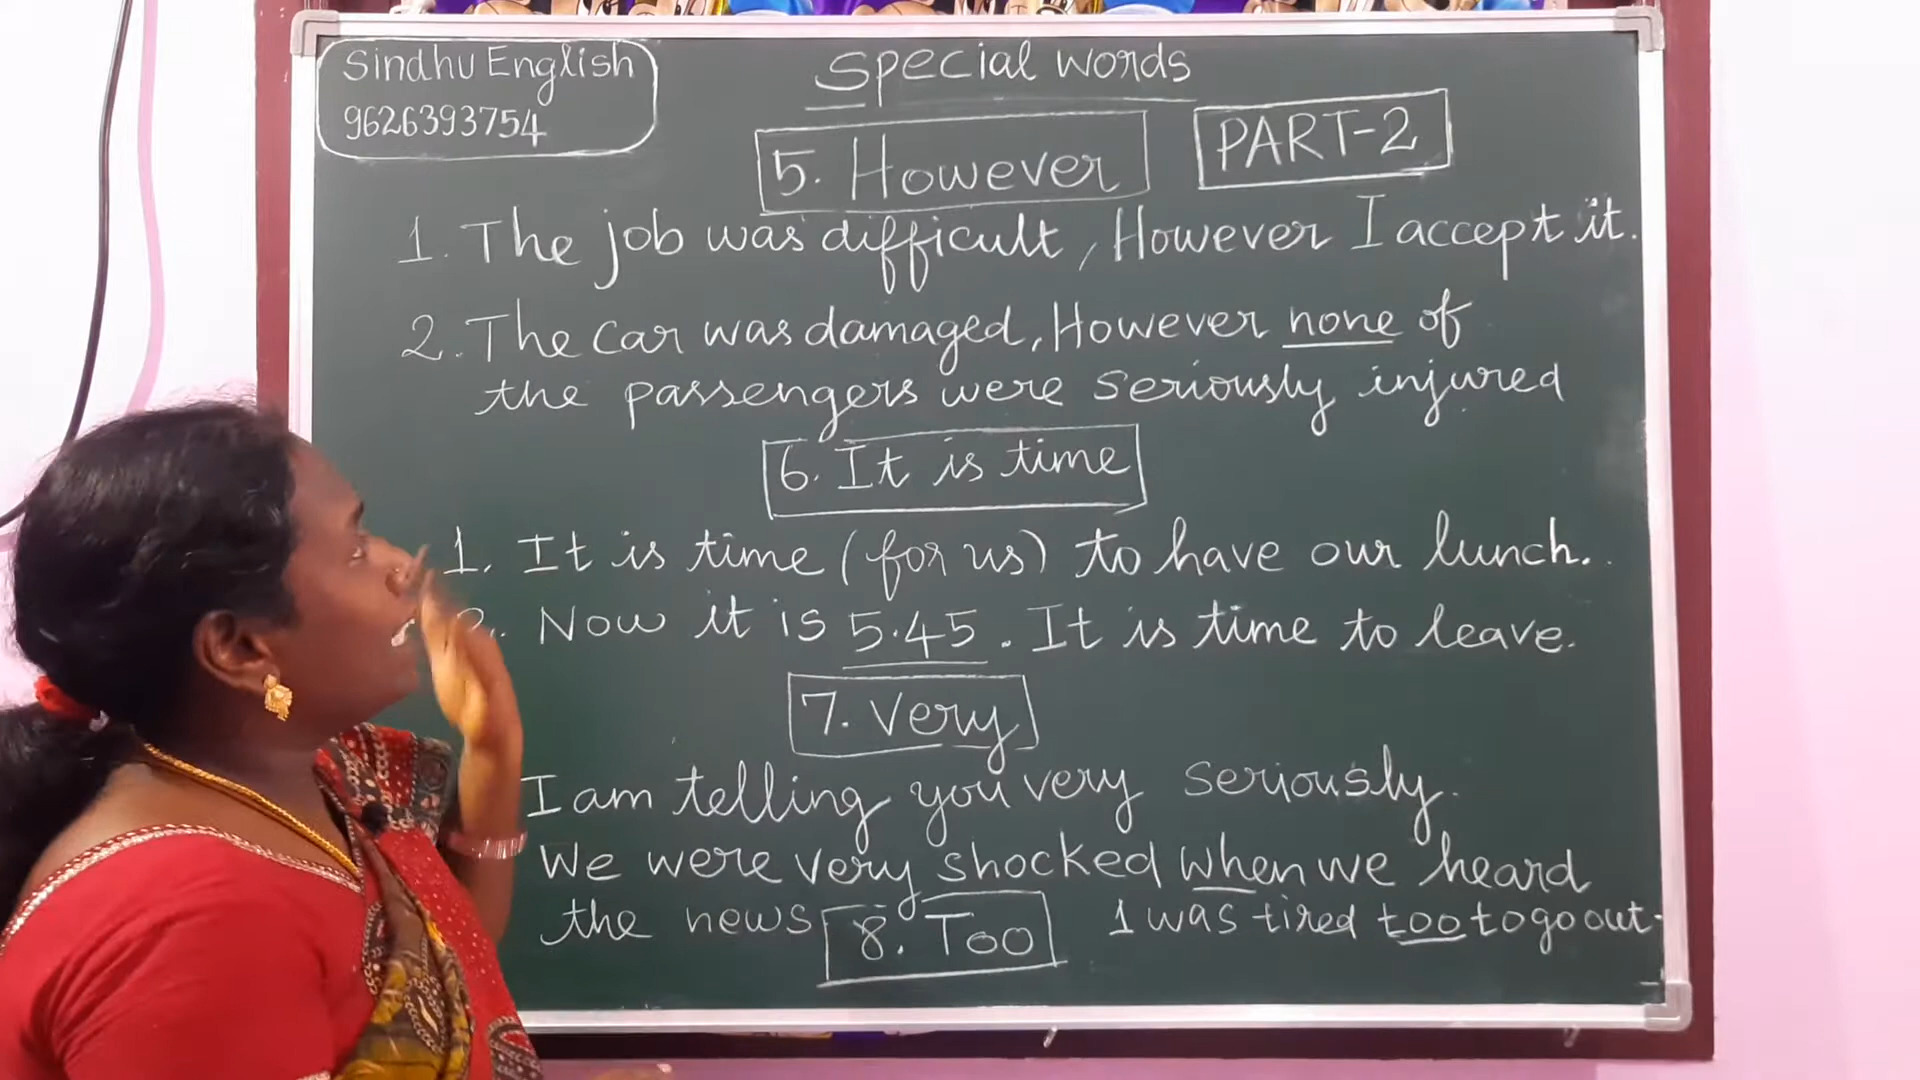 Sindhu English
9626393754
Special words
PART-2
5. However
1. The job was difficult, However I accept it.
2. The car was damaged, However none of
the passengers were seriously injured
6. It is time
1. It is time (for us) to have our lunch.
2. Now it is 5.45. It is time to leave.
7. Very
I am telling you very seriously.
We were very shocked when we heard
the news
8. Too
I was tired too to go out.